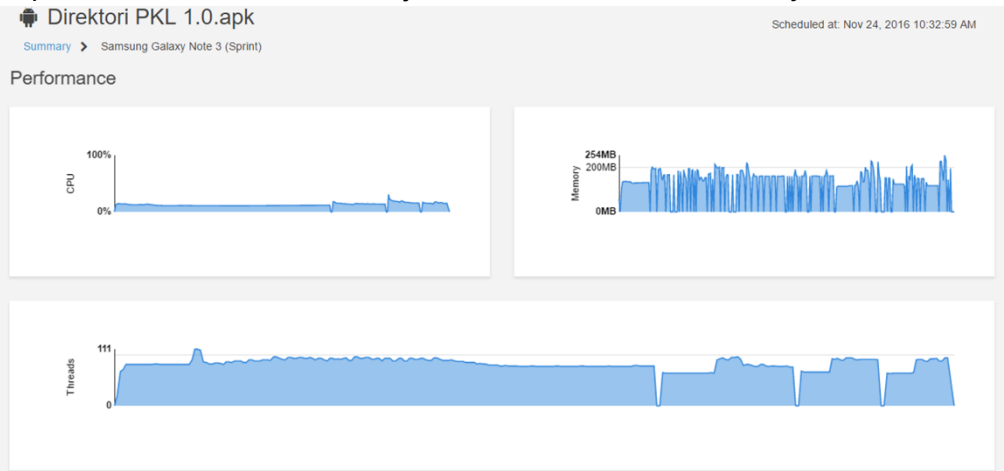 Direktori PKL 1.0.apk
Scheduled at: Nov 24, 2016 10:32:59 AM
Summary > Samsung Galaxy Note 3 (Sprint)
Performance
100%
CPU
0%
254MB
200MB
Memory
0MB
111
Threads
0